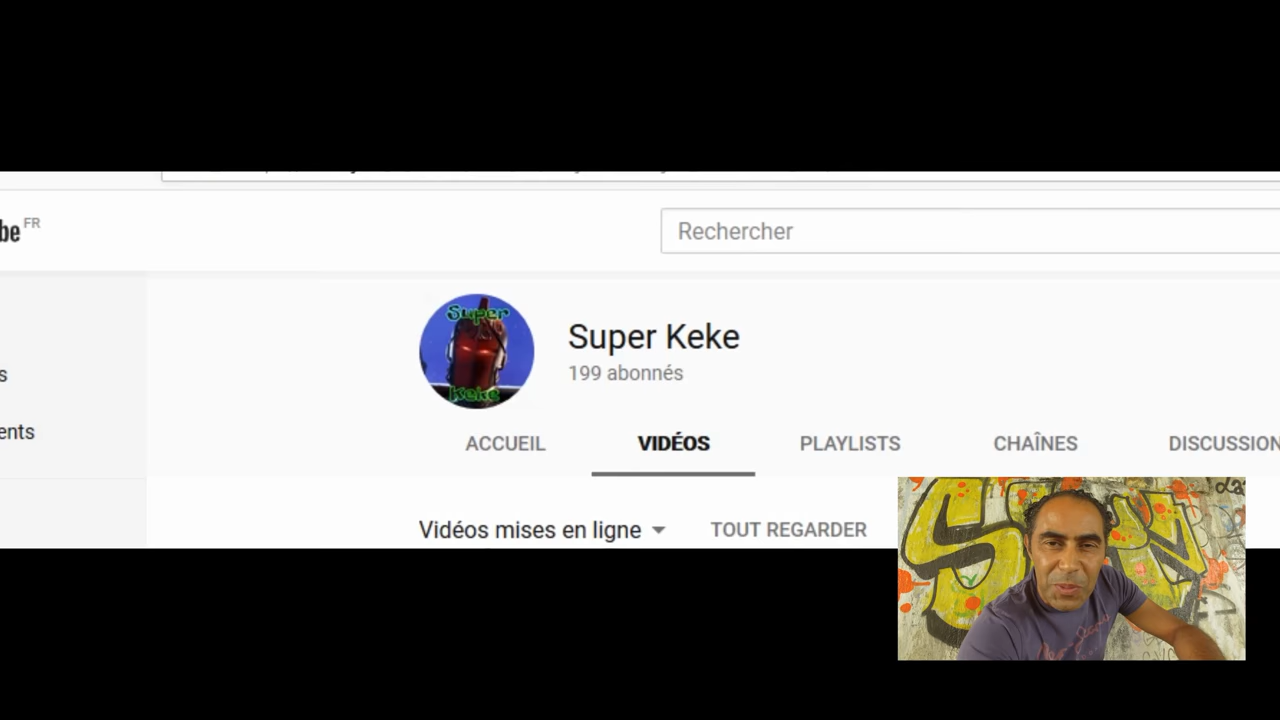 be FR
Rechercher
Super
Keke
Super Keke
199 abonnés
s
ents
ACCUEIL
VIDÉOS
PLAYLISTS
CHAÎNES
DISCUSSION
Vidéos mises en ligne
TOUT REGARDER